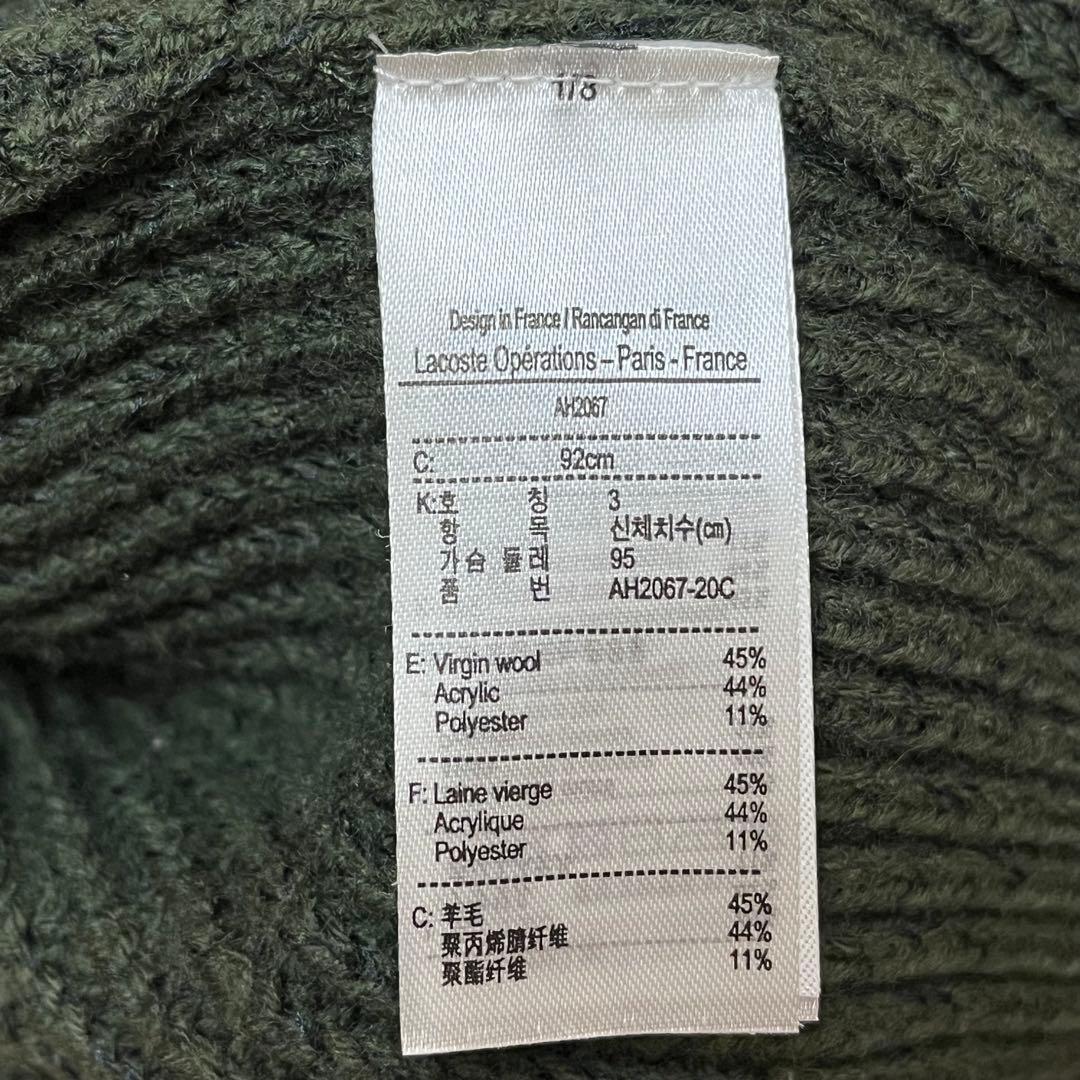 1/8
Design in France / Rancangan di France
Lacoste Opérations – Paris - France
AH2067
C: 92cm
K: 호 칭 3
항 목 신체치수(㎝)
가슴 둘레 95
품 번 AH2067-20C
E: Virgin wool 45%
Acrylic 44%
Polyester 11%
F: Laine vierge 45%
Acrylique 44%
Polyester 11%
C: 羊毛 45%
聚丙烯腈纤维 44%
聚酯纤维 11%